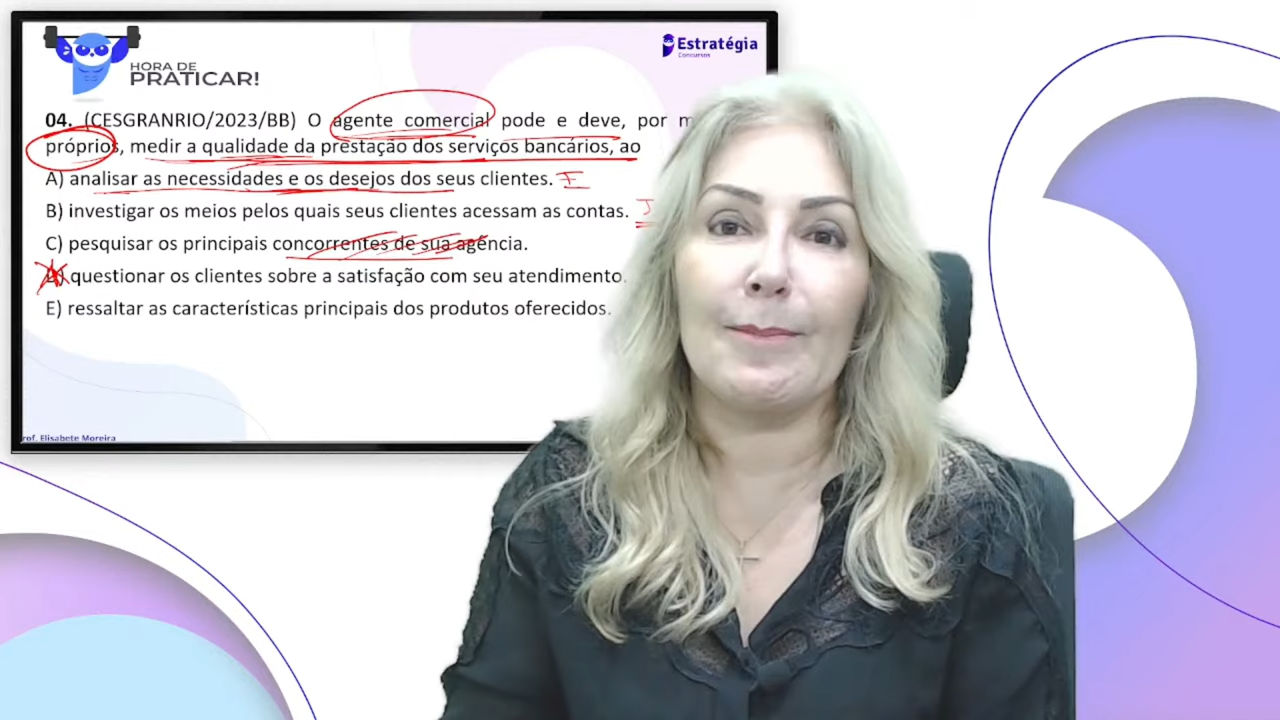 HORA DE
PRATICAR!
Estratégia
Concursos
04. (CESGRANRIO/2023/BB) O agente comercial pode e deve, por
próprios, medir a qualidade da prestação dos serviços bancários, ao
A) analisar as necessidades e os desejos dos seus clientes.
B) investigar os meios pelos quais seus clientes acessam as contas.
C) pesquisar os principais concorrentes de sua agência.
questionar os clientes sobre a satisfação com seu atendimento.
E) ressaltar as características principais dos produtos oferecidos.
rof. Elisabete Moreira